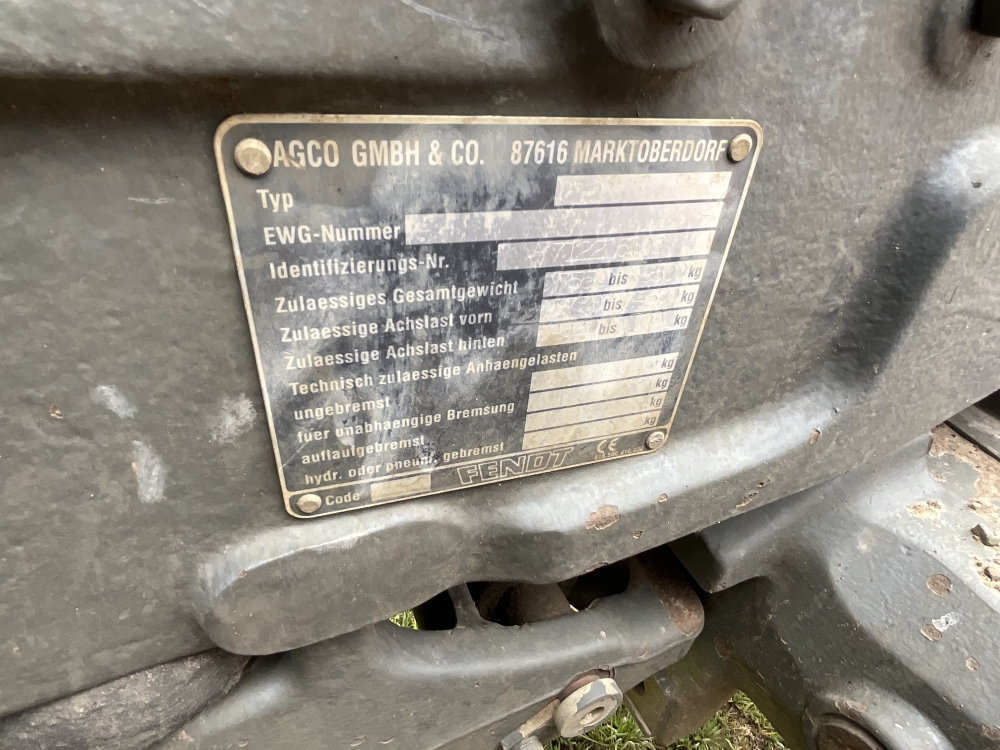 AGCO GMBH & CO. 87616 MARKTOBERDORF
Typ
EWG-Nummer
Identifizierungs-Nr.
Zulaessiges Gesamtgewicht bis kg
Zulaessige Achslast vorn bis kg
Zulaessige Achslast hinten bis kg
Technisch zulaessige Anhaengelasten
ungebremst kg
fuer unabhaengige Bremsung kg
auflaufgebremst kg
hydr. oder pneum. gebremst kg
Code FENDT CE